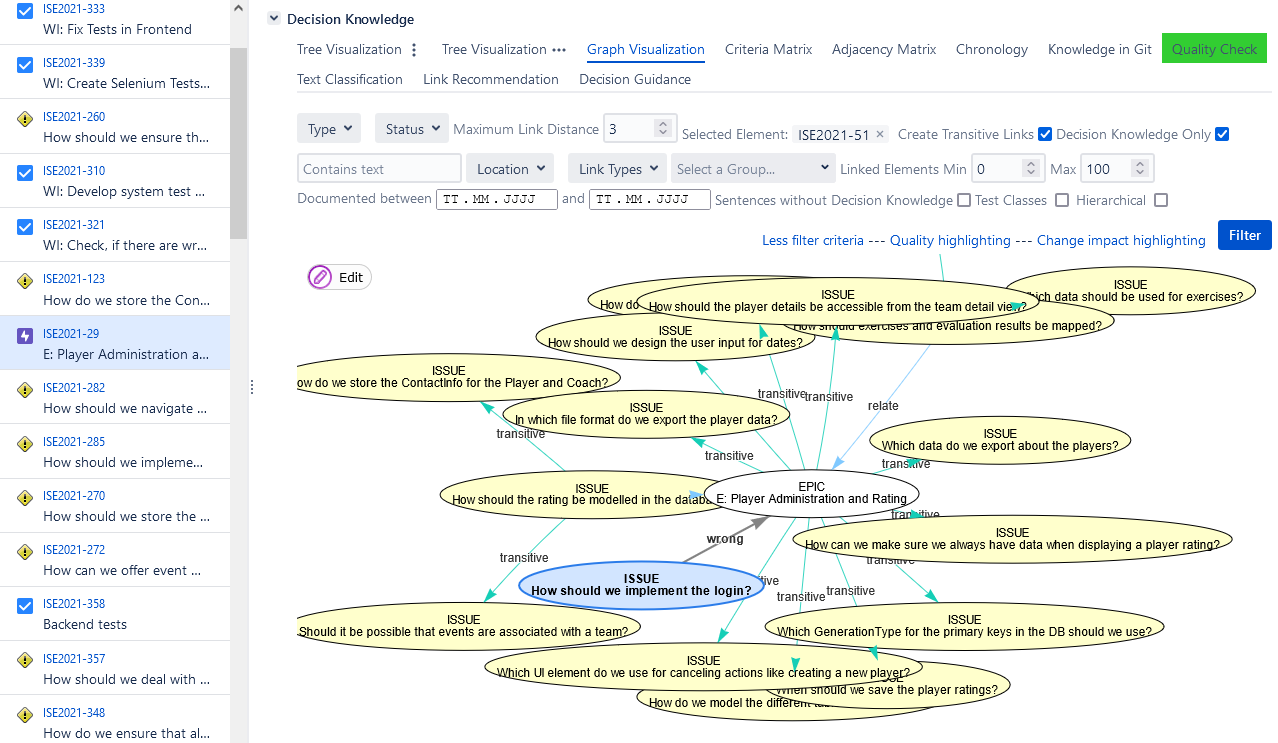 ISE2021-333
WI: Fix Tests in Frontend
ISE2021-339
WI: Create Selenium Tests...
ISE2021-260
How should we ensure th...
ISE2021-310
WI: Develop system test ...
ISE2021-321
WI: Check, if there are wr...
ISE2021-123
How do we store the Con...
ISE2021-29
E: Player Administration a...
ISE2021-282
How should we navigate ...
ISE2021-285
How should we impleme...
ISE2021-270
How should we store the ...
ISE2021-272
How can we offer event ...
ISE2021-358
Backend tests
ISE2021-357
How should we deal with ...
ISE2021-348
How do we ensure that al...
Decision Knowledge
Tree Visualization Tree Visualization Graph Visualization Criteria Matrix Adjacency Matrix Chronology Knowledge in Git Quality Check
Text Classification Link Recommendation Decision Guidance
Type Status Maximum Link Distance 3 Selected Element: ISE2021-51 × Create Transitive Links Decision Knowledge Only
Contains text Location Link Types Select a Group... Linked Elements Min 0 Max 100
Documented between TT.MM.JJJJ and TT.MM.JJJJ Sentences without Decision Knowledge Test Classes Hierarchical
Less filter criteria --- Quality highlighting --- Change impact highlighting Filter
Edit
ISSUE
data should be used for exercises?
How do
ISSUE
How should the player details be accessible from the team detail view?
How should exercises and evaluation results be mapped?
ISSUE
How should we design the user input for dates?
ISSUE
ow do we store the ContactInfo for the Player and Coach?
transitive
transitive
relate
ISSUE
In which file format do we export the player data?
transitive
transitive
ISSUE
Which data do we export about the players?
transitive
ISSUE
How should the rating be modelled in the databa
EPIC
E: Player Administration and Rating
transitive
ISSUE
How can we make sure we always have data when displaying a player rating?
wrong
transitive
transitive
ISSUE
How should we implement the login?
tive
transitive
transitive
ISSUE
Should it be possible that events are associated with a team?
ISSUE
Which GenerationType for the primary keys in the DB should we use?
ISSUE
Which UI element do we use for canceling actions like creating a new player?
When should we save the player ratings?
How do we model the different